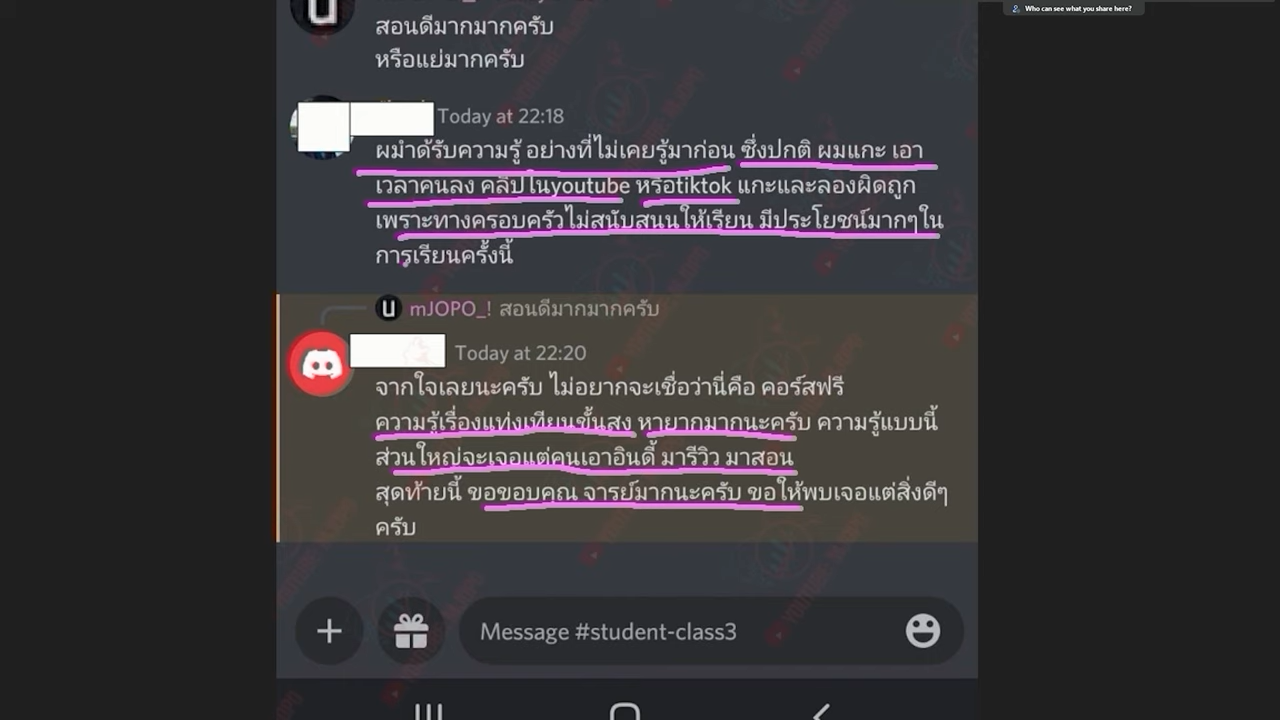 Who can see what you share here?
สอนดีมากมากครับ
หรือแย่มากครับ
Today at 22:18
ผมำด้รับความรู้ อย่างที่ไม่เคยรู้มาก่อน ซึ่งปกติ ผมแกะ เอา
เวลาคนลง คลิปในyoutube หรือtiktok แกะและลองผิดถูก
เพราะทางครอบครัวไม่สนับสนนให้เรียน มีประโยชน์มากๆใน
การเรียนครั้งนี้
mJOPO_! สอนดีมากมากครับ
Today at 22:20
จากใจเลยนะครับ ไม่อยากจะเชื่อว่านี่คือ คอร์สฟรี
ความรู้เรื่องแท่งเทียนขั้นสง หายากมากนะครับ ความรู้แบบนี้
ส่วนใหญ่จะเจอแต่คนเอาอินดี้ มารีวิว มาสอน
สุดท้ายนี้ ขอขอบคุณ จารย์มากนะครับ ขอให้พบเจอแต่สิ่งดีๆ
ครับ
Message #student-class3